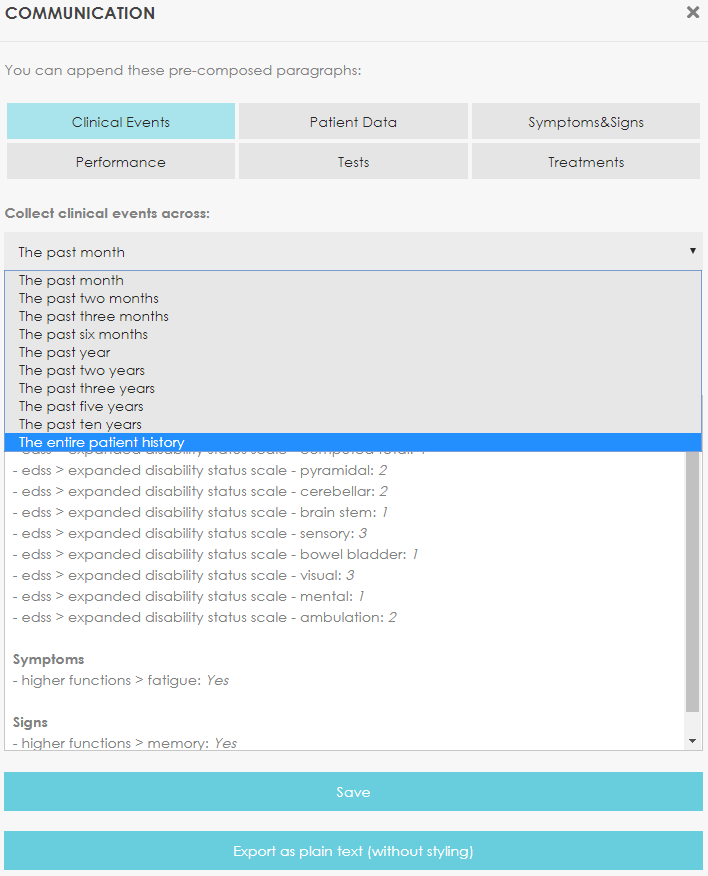 COMMUNICATION
You can append these pre-composed paragraphs:
Clinical Events Patient Data Symptoms&Signs
Performance Tests Treatments
Collect clinical events across:
The past month
The past month
The past two months
The past three months
The past six months
The past year
The past two years
The past three years
The past five years
The past ten years
The entire patient history
- edss > expanded disability status scale - computed total:
- edss > expanded disability status scale - pyramidal: 2
- edss > expanded disability status scale - cerebellar: 2
- edss > expanded disability status scale - brain stem: 1
- edss > expanded disability status scale - sensory: 3
- edss > expanded disability status scale - bowel bladder: 1
- edss > expanded disability status scale - visual: 3
- edss > expanded disability status scale - mental: 1
- edss > expanded disability status scale - ambulation: 2
Symptoms
- higher functions > fatigue: Yes
Signs
- higher functions > memory: Yes
Save
Export as plain text (without styling)